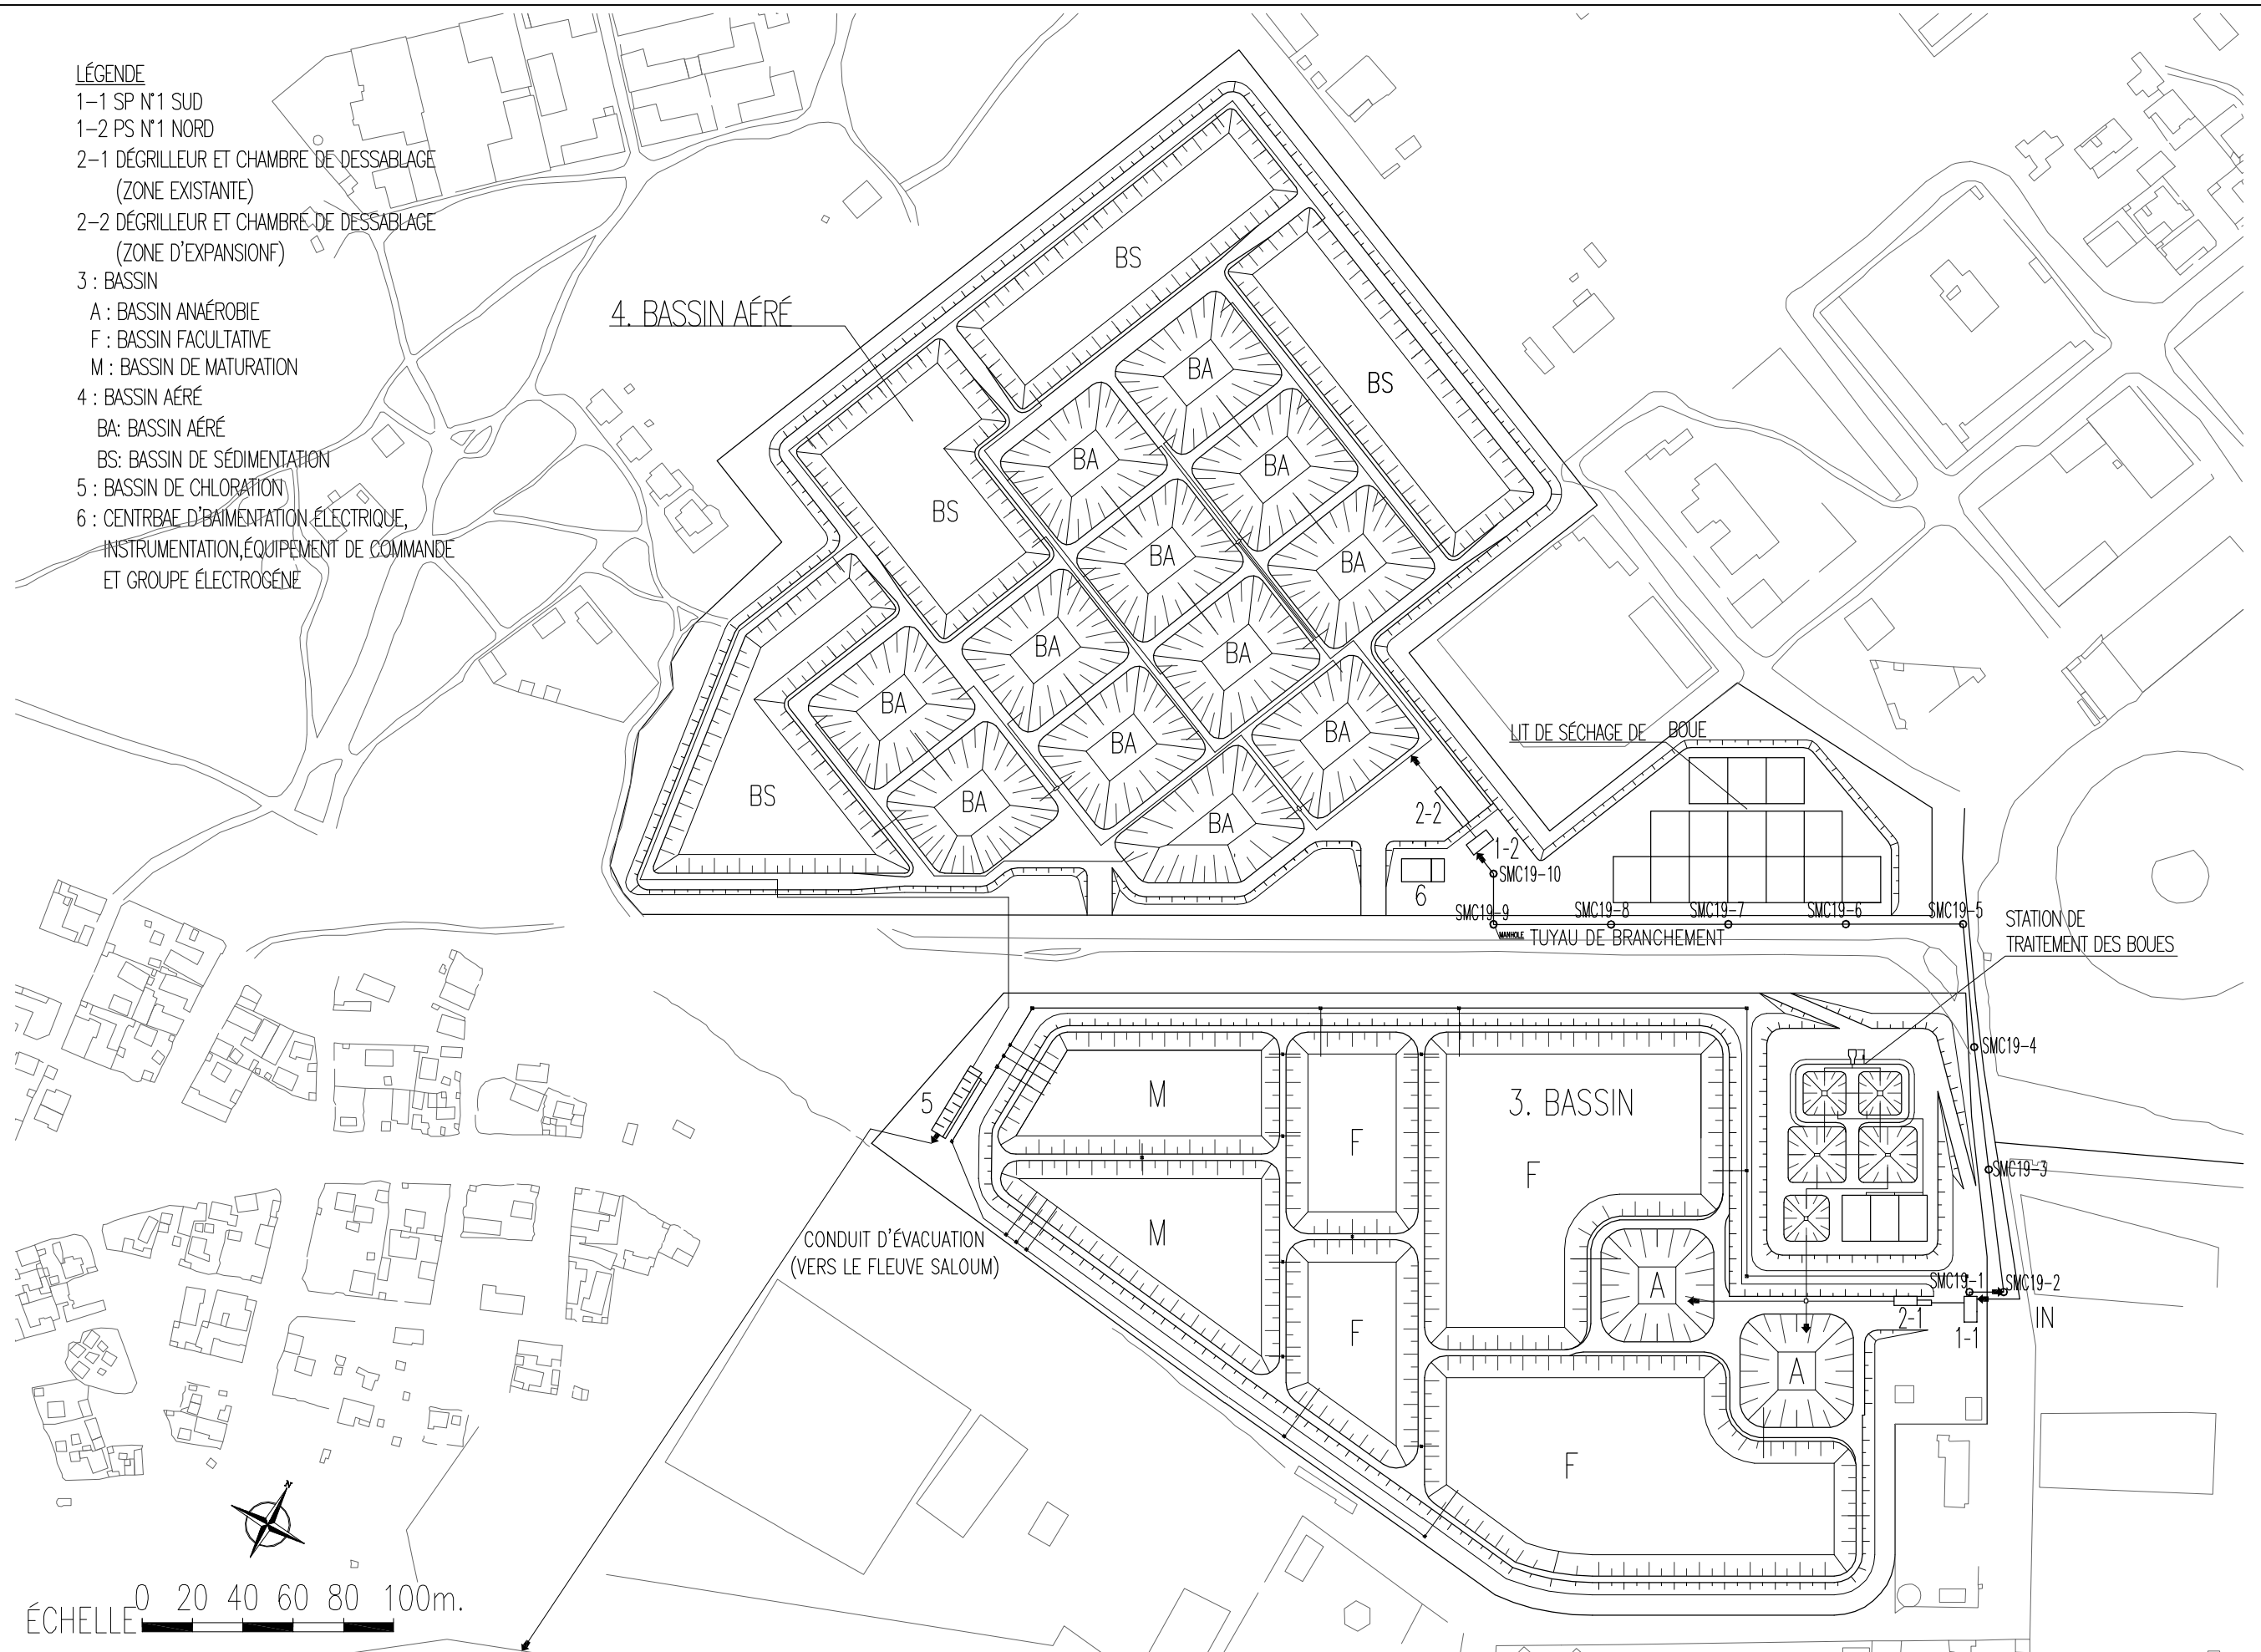 LÉGENDE
1-1 SP N°1 SUD
1-2 PS N°1 NORD
2-1 DÉGRILLEUR ET CHAMBRE DE DESSABLAGE
(ZONE EXISTANTE)
2-2 DÉGRILLEUR ET CHAMBRE DE DESSABLAGE
(ZONE D'EXPANSIONF)
3 : BASSIN
A : BASSIN ANAÉROBIE
F : BASSIN FACULTATIVE
M : BASSIN DE MATURATION
4 : BASSIN AÉRÉ
BA: BASSIN AÉRÉ
BS: BASSIN DE SÉDIMENTATION
5 : BASSIN DE CHLORATION
6 : CENTRBAE D'BAIMENTATION ÉLECTRIQUE,
INSTRUMENTATION,ÉQUIPEMENT DE COMMANDE
ET GROUPE ÉLECTROGÉNE
4. BASSIN AÉRÉ
BS
BS
BS
BS
BA
BA
BA
BA
BA
BA
BA
BA
BA
BA
BA
BA
BA
LIT DE SÉCHAGE DE BOUE
2-2
1-2
6
SMC19-10
SMC19-9
SMC19-8
SMC19-7
SMC19-6
SMC19-5
MANHOLE
TUYAU DE BRANCHEMENT
STATION DE
TRAITEMENT DES BOUES
SMC19-4
SMC19-3
SMC19-1
SMC19-2
IN
2-1
1-1
5
M
M
F
F
3. BASSIN
F
A
A
F
CONDUIT D'ÉVACUATION
(VERS LE FLEUVE SALOUM)
N
0 20 40 60 80 100m.
ÉCHELLE